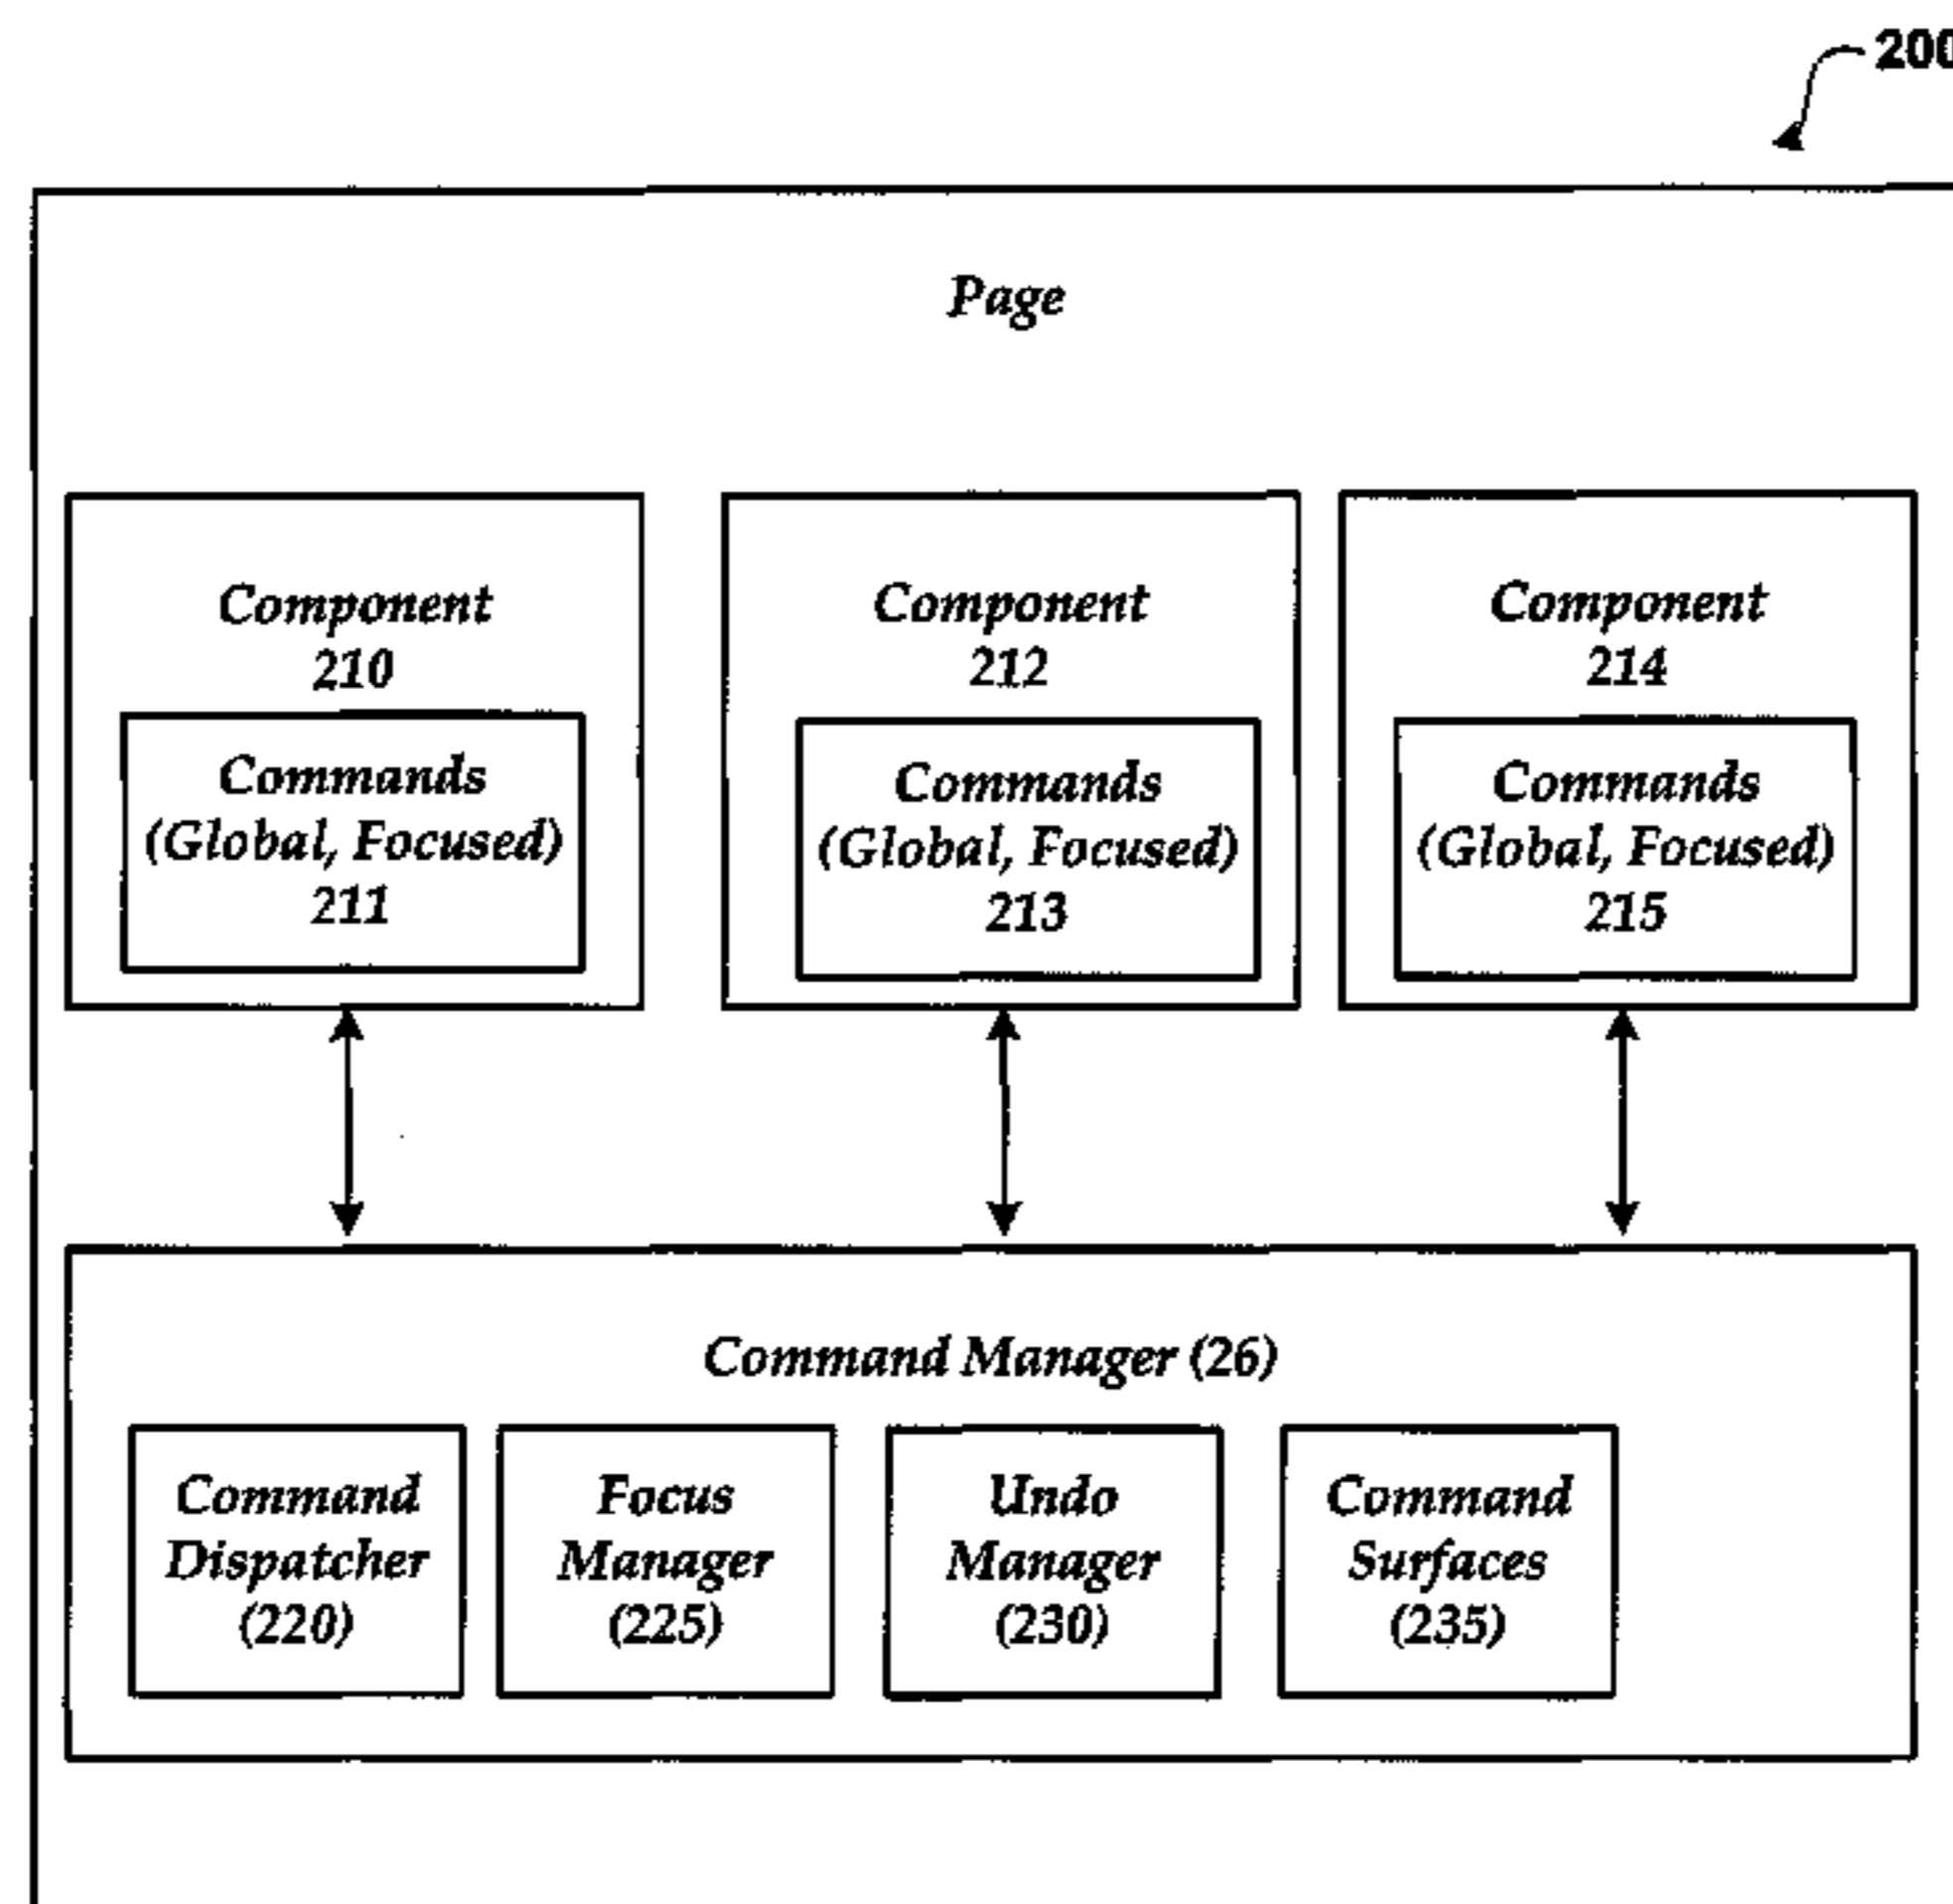 200
Page
Component
210
Commands
(Global, Focused)
211
Component
212
Commands
(Global, Focused)
213
Component
214
Commands
(Global, Focused)
215
Command Manager (26)
Command
Dispatcher
(220)
Focus
Manager
(225)
Undo
Manager
(230)
Command
Surfaces
(235)